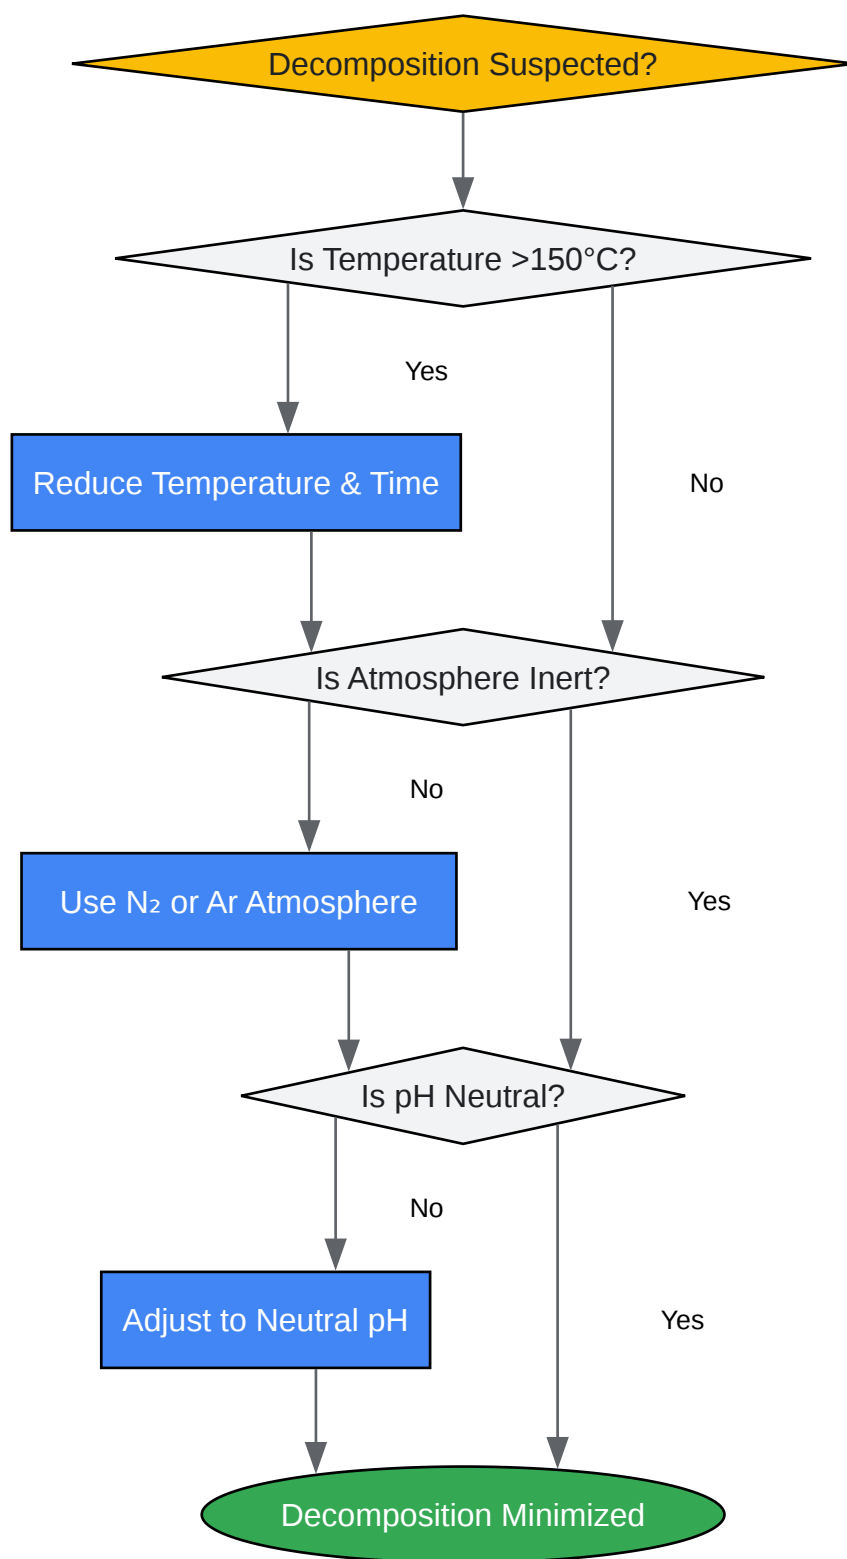 Decomposition Suspected?
Is Temperature >150°C?
Yes
Reduce Temperature & Time
No
Is Atmosphere Inert?
No
Use N₂ or Ar Atmosphere
Yes
Is pH Neutral?
No
Adjust to Neutral pH
Yes
Decomposition Minimized